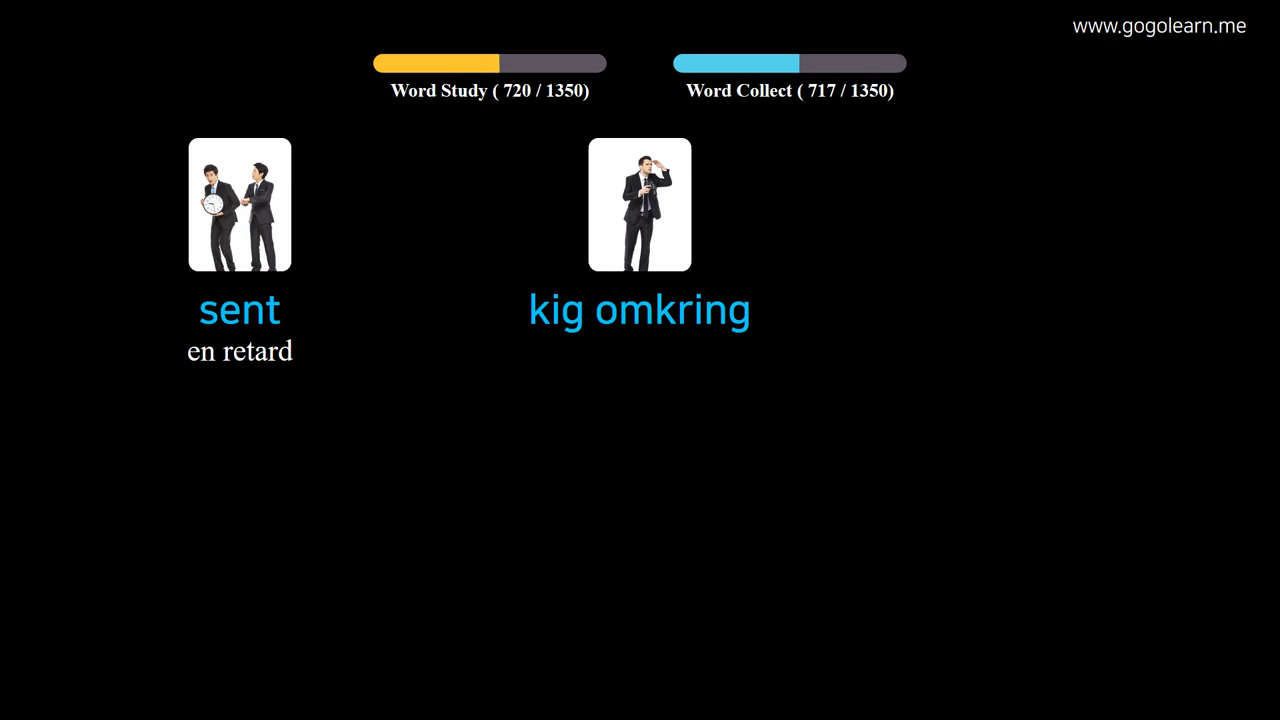 www.gogolearn.me
Word Study ( 720 / 1350)
Word Collect ( 717 / 1350)
sent
en retard
kig omkring